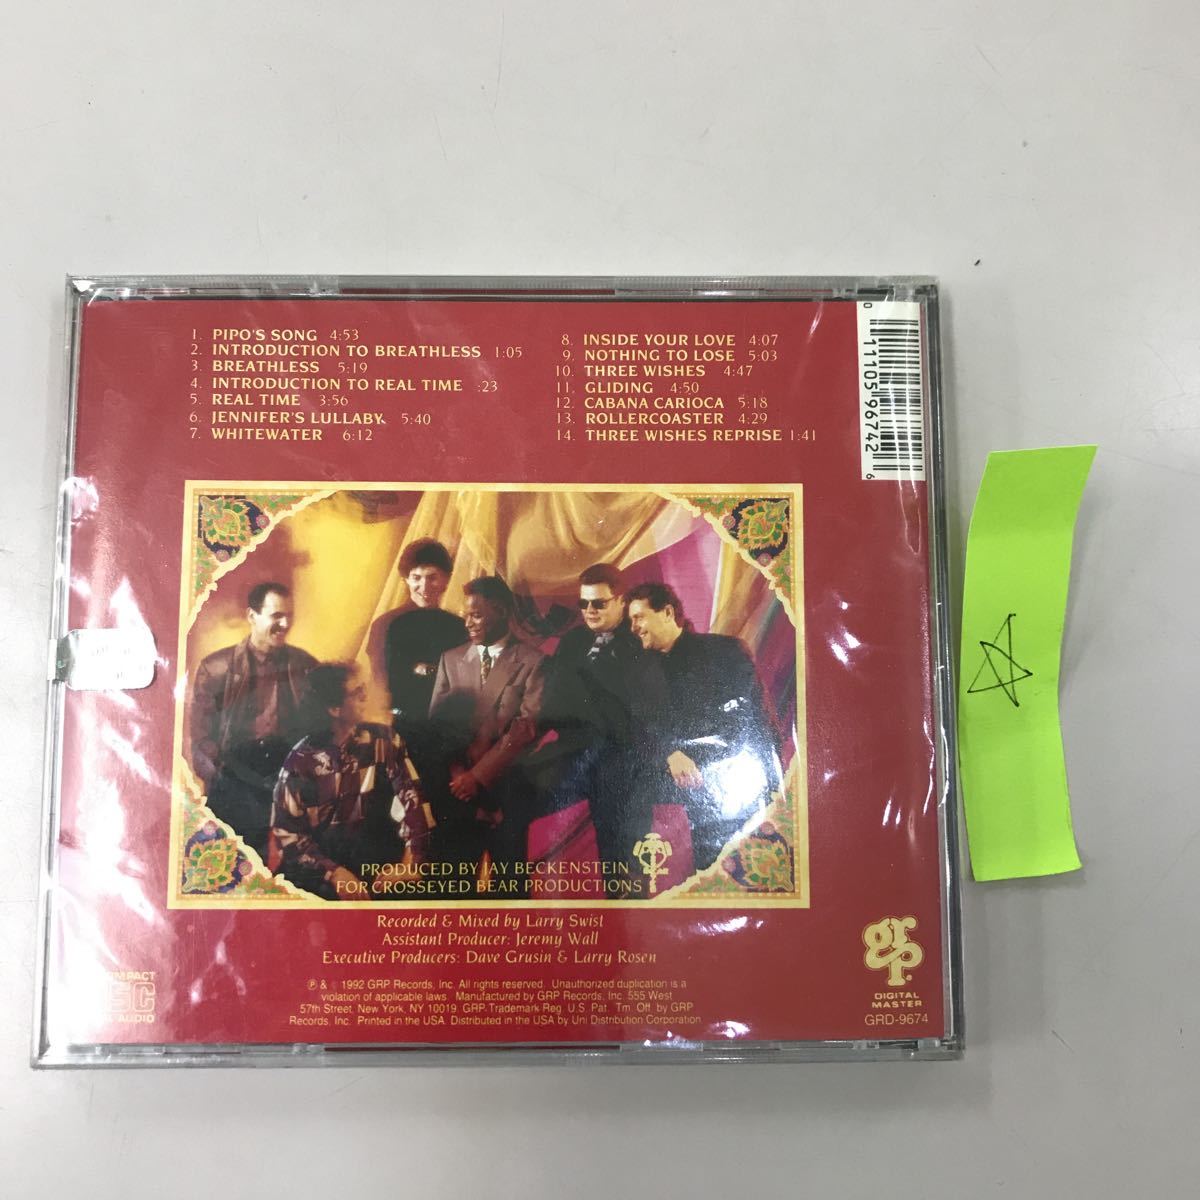 1. PIPO'S SONG 4:53
2. INTRODUCTION TO BREATHLESS 1:05
3. BREATHLESS 5:19
4. INTRODUCTION TO REAL TIME :23
5. REAL TIME 3:56
6. JENNIFER'S LULLABY 5:40
7. WHITEWATER 6:12
8. INSIDE YOUR LOVE 4:07
9. NOTHING TO LOSE 5:03
10. THREE WISHES 4:47
11. GLIDING 4:50
12. CABANA CARIOCA 5:18
13. ROLLERCOASTER 4:29
14. THREE WISHES REPRISE 1:41
0 11105 96742 6
PRODUCED BY JAY BECKENSTEIN
FOR CROSSEYED BEAR PRODUCTIONS
Recorded & Mixed by Larry Swist
Assistant Producer: Jeremy Wall
Executive Producers: Dave Grusin & Larry Rosen
℗ & © 1992 GRP Records, Inc. All rights reserved. Unauthorized duplication is a
violation of applicable laws. Manufactured by GRP Records, Inc. 555 West
57th Street, New York, NY 10019. GRP-Trademark Reg. U.S. Pat. Tm. Off. by GRP
Records, Inc. Printed in the USA. Distributed in the USA by Uni Distribution Corporation
grp
DIGITAL
MASTER
GRD-9674